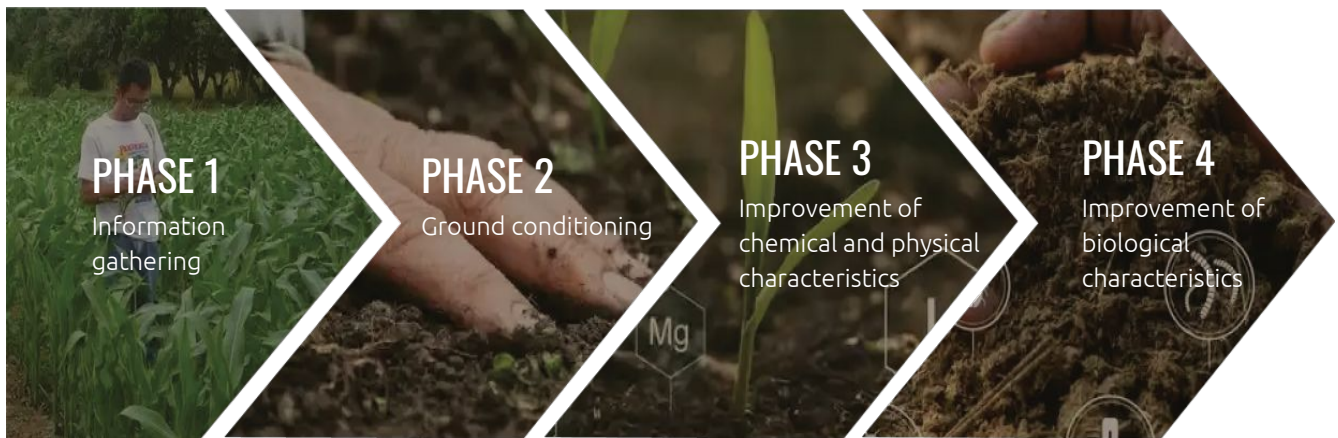 PHASE 1
Information
gathering
PHASE 2
Ground conditioning
PHASE 3
Improvement of
chemical and physical
characteristics
PHASE 4
Improvement of
biological
characteristics
Mg